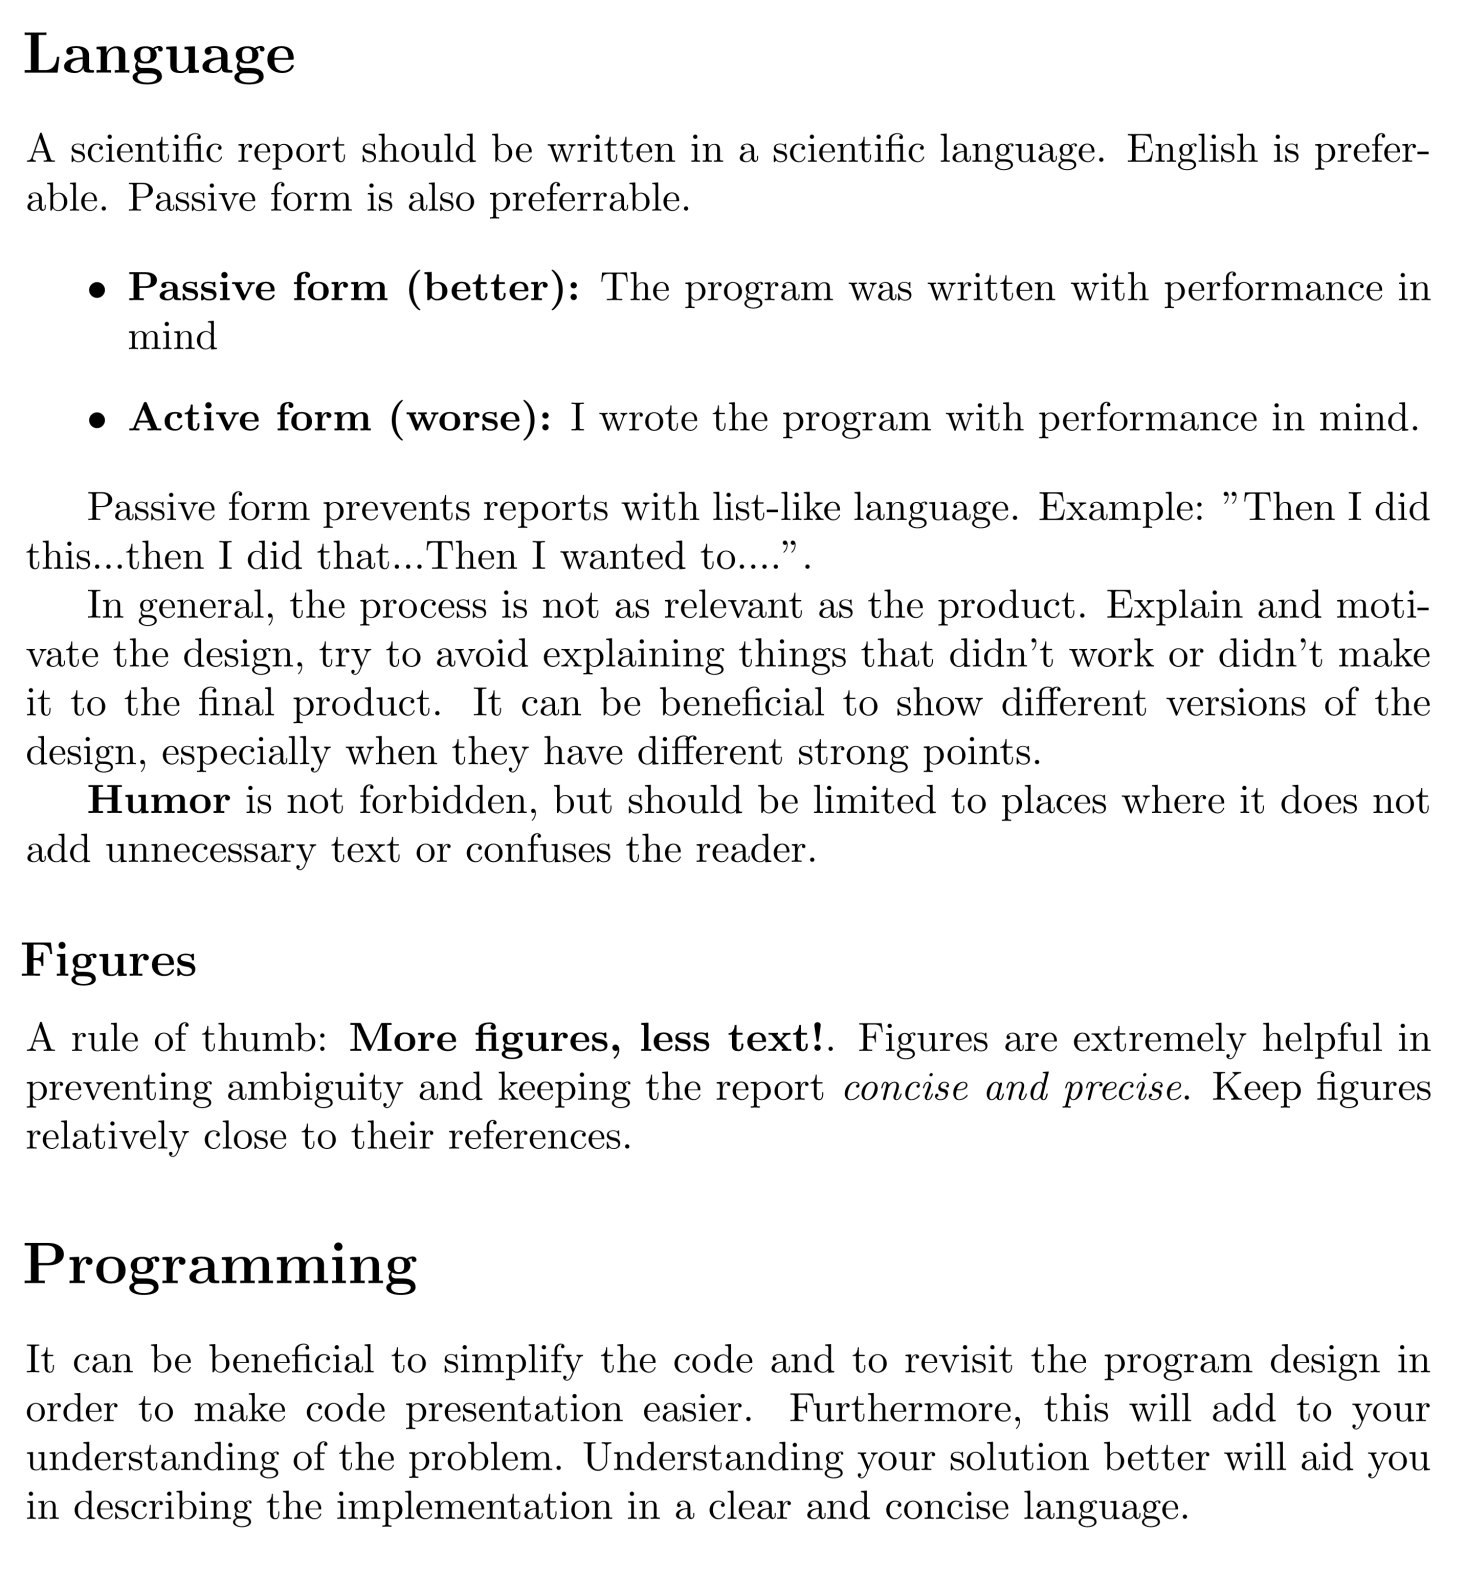 Language
A scientific report should be written in a scientific language. English is prefer-
able. Passive form is also preferrable.
• Passive form (better): The program was written with performance in
mind
• Active form (worse): I wrote the program with performance in mind.
Passive form prevents reports with list-like language. Example: ”Then I did
this...then I did that...Then I wanted to....”.
In general, the process is not as relevant as the product. Explain and moti-
vate the design, try to avoid explaining things that didn’t work or didn’t make
it to the final product. It can be beneficial to show different versions of the
design, especially when they have different strong points.
Humor is not forbidden, but should be limited to places where it does not
add unnecessary text or confuses the reader.
Figures
A rule of thumb: More figures, less text!. Figures are extremely helpful in
preventing ambiguity and keeping the report concise and precise. Keep figures
relatively close to their references.
Programming
It can be beneficial to simplify the code and to revisit the program design in
order to make code presentation easier. Furthermore, this will add to your
understanding of the problem. Understanding your solution better will aid you
in describing the implementation in a clear and concise language.